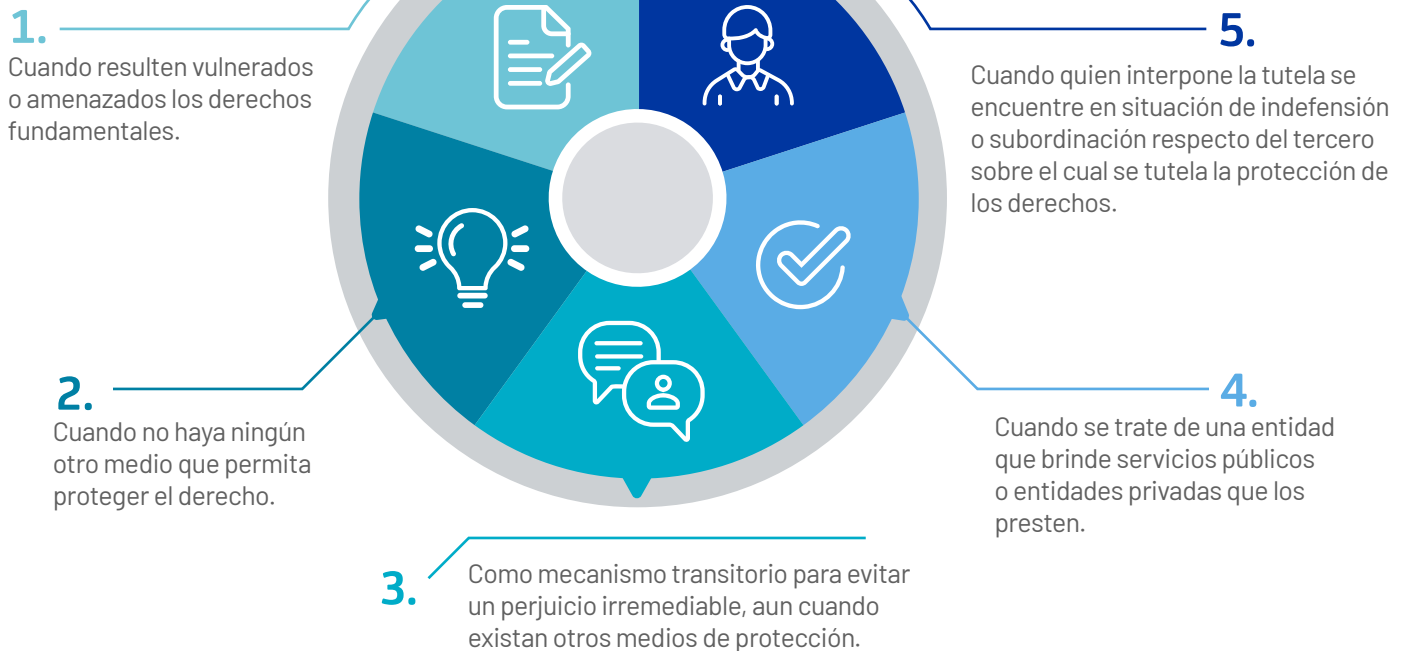 1.
Cuando resulten vulnerados
o amenazados los derechos
fundamentales.
2.
Cuando no haya ningún
otro medio que permita
proteger el derecho.
3.
Como mecanismo transitorio para evitar
un perjuicio irremediable, aun cuando
existan otros medios de protección.
4.
Cuando se trate de una entidad
que brinde servicios públicos
o entidades privadas que los
presten.
5.
Cuando quien interpone la tutela se
encuentre en situación de indefensión
o subordinación respecto del tercero
sobre el cual se tutela la protección de
los derechos.